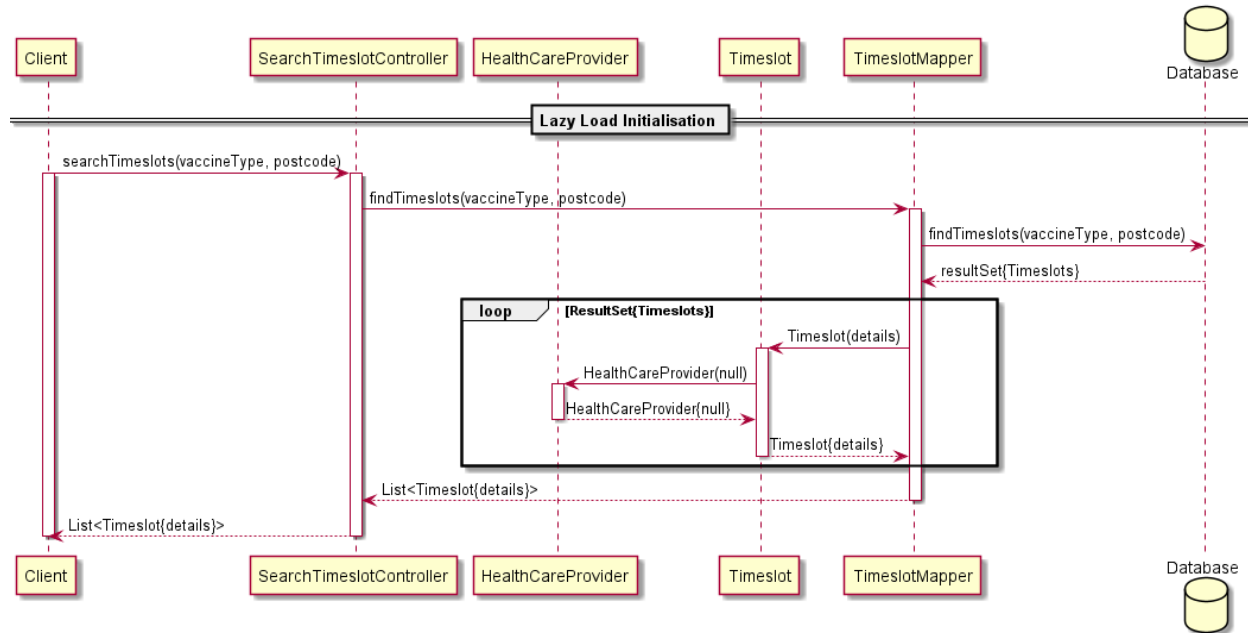 Client
SearchTimeslotController
HealthCareProvider
Timeslot
TimeslotMapper
Database
Lazy Load Initialisation
searchTimeslots(vaccineType, postcode)
findTimeslots(vaccineType, postcode)
findTimeslots(vaccineType, postcode)
resultSet{Timeslots}
loop
[ResultSet{Timeslots}]
Timeslot(details)
HealthCareProvider(null)
HealthCareProvider{null}
Timeslot{details}
List<Timeslot{details}>
List<Timeslot{details}>
Client
SearchTimeslotController
HealthCareProvider
Timeslot
TimeslotMapper
Database